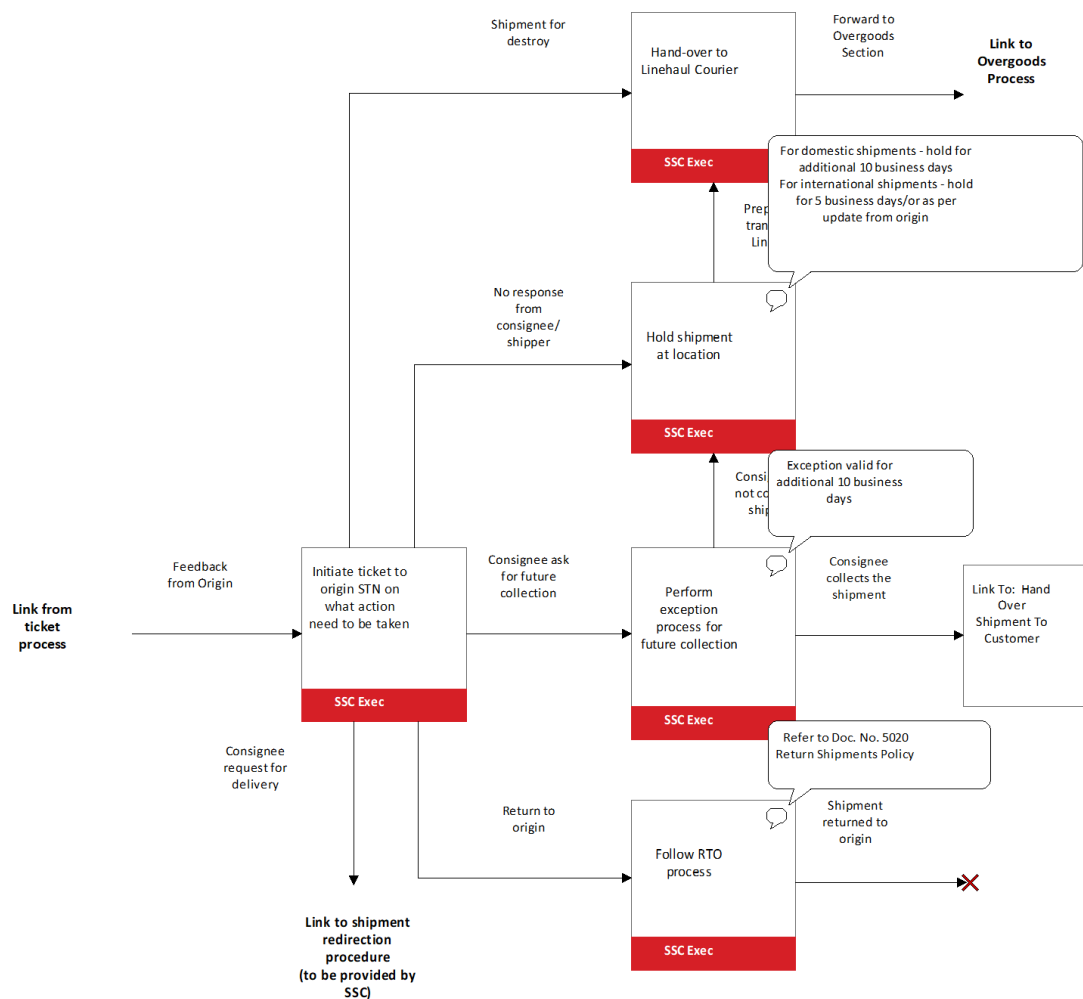 Shipment for
destroy
Hand-over to
Linehaul Courier
SSC Exec
Forward to
Overgoods
Section
Link to
Overgoods
Process
For domestic shipments - hold for
additional 10 business days
For international shipments - hold
for 5 business days/or as per
update from origin
No response
from
consignee/
shipper
Hold shipment
at location
SSC Exec
not
Exception valid for
additional 10 business
days
Link from
ticket
process
Feedback
from Origin
Initiate ticket to
origin STN on
what action
need to be taken
SSC Exec
Consignee ask
for future
collection
Perform
exception
process for
future collection
SSC Exec
Consignee
collects the
shipment
Link To: Hand
Over
Shipment To
Customer
Refer to Doc. No. 5020
Return Shipments Policy
Consignee
request for
delivery
Return to
origin
Follow RTO
process
SSC Exec
Shipment
returned to
origin
Link to shipment
redirection
procedure
(to be provided by
SSC)